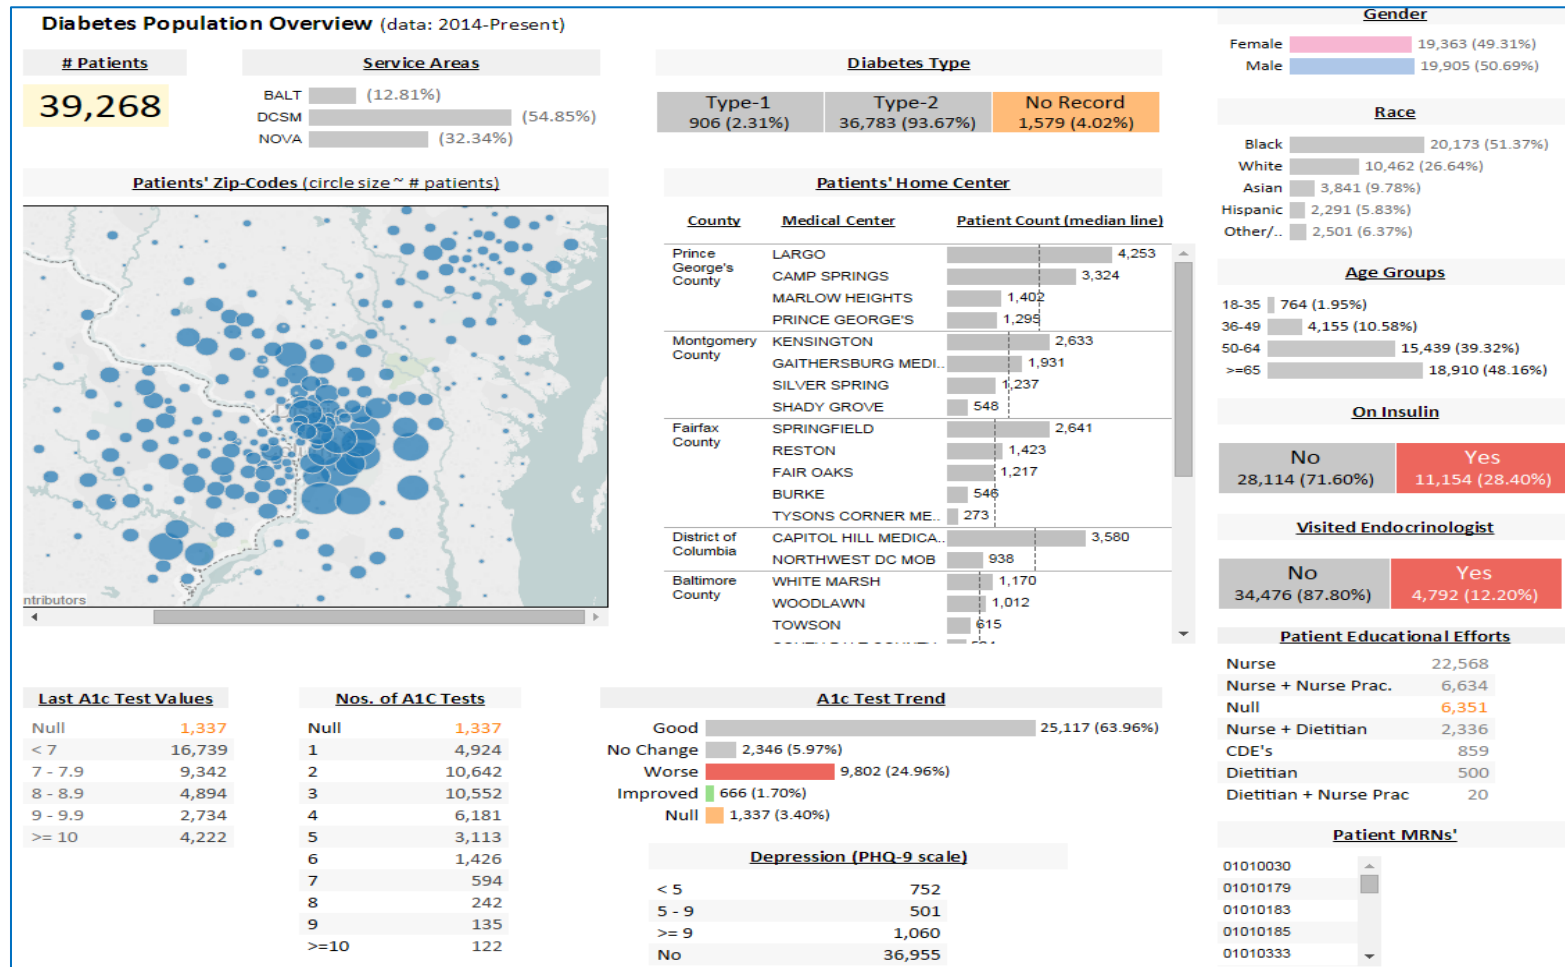 Diabetes Population Overview (data: 2014-Present)
# Patients
39,268
Service Areas
BALT (12.81%)
DCSM (54.85%)
NOVA (32.34%)
Diabetes Type
Type-1 Type-2 No Record
906 (2.31%) 36,783 (93.67%) 1,579 (4.02%)
Gender
Female 19,363 (49.31%)
Male 19,905 (50.69%)
Race
Black 20,173 (51.37%)
White 10,462 (26.64%)
Asian 3,841 (9.78%)
Hispanic 2,291 (5.83%)
Other/.. 2,501 (6.37%)
Patients' Zip-Codes (circle size ~ # patients)
ntributors
Patients' Home Center
County Medical Center Patient Count (median line)
Prince George's County
LARGO 4,253
CAMP SPRINGS 3,324
MARLOW HEIGHTS 1,402
PRINCE GEORGE'S 1,295
Montgomery County
KENSINGTON 2,633
GAITHERSBURG MEDI.. 1,931
SILVER SPRING 1,237
SHADY GROVE 548
Fairfax County
SPRINGFIELD 2,641
RESTON 1,423
FAIR OAKS 1,217
BURKE 546
TYSONS CORNER ME.. 273
District of Columbia
CAPITOL HILL MEDICA.. 3,580
NORTHWEST DC MOB 938
Baltimore County
WHITE MARSH 1,170
WOODLAWN 1,012
TOWSON 615
Age Groups
18-35 764 (1.95%)
36-49 4,155 (10.58%)
50-64 15,439 (39.32%)
>=65 18,910 (48.16%)
On Insulin
No Yes
28,114 (71.60%) 11,154 (28.40%)
Visited Endocrinologist
No Yes
34,476 (87.80%) 4,792 (12.20%)
Patient Educational Efforts
Nurse 22,568
Nurse + Nurse Prac. 6,634
Null 6,351
Nurse + Dietitian 2,336
CDE's 859
Dietitian 500
Dietitian + Nurse Prac 20
Last A1c Test Values
Null 1,337
< 7 16,739
7 - 7.9 9,342
8 - 8.9 4,894
9 - 9.9 2,734
>= 10 4,222
Nos. of A1C Tests
Null 1,337
1 4,924
2 10,642
3 10,552
4 6,181
5 3,113
6 1,426
7 594
8 242
9 135
>=10 122
A1c Test Trend
Good 25,117 (63.96%)
No Change 2,346 (5.97%)
Worse 9,802 (24.96%)
Improved 666 (1.70%)
Null 1,337 (3.40%)
Depression (PHQ-9 scale)
< 5 752
5 - 9 501
>= 9 1,060
No 36,955
Patient MRNs'
01010030
01010179
01010183
01010185
01010333